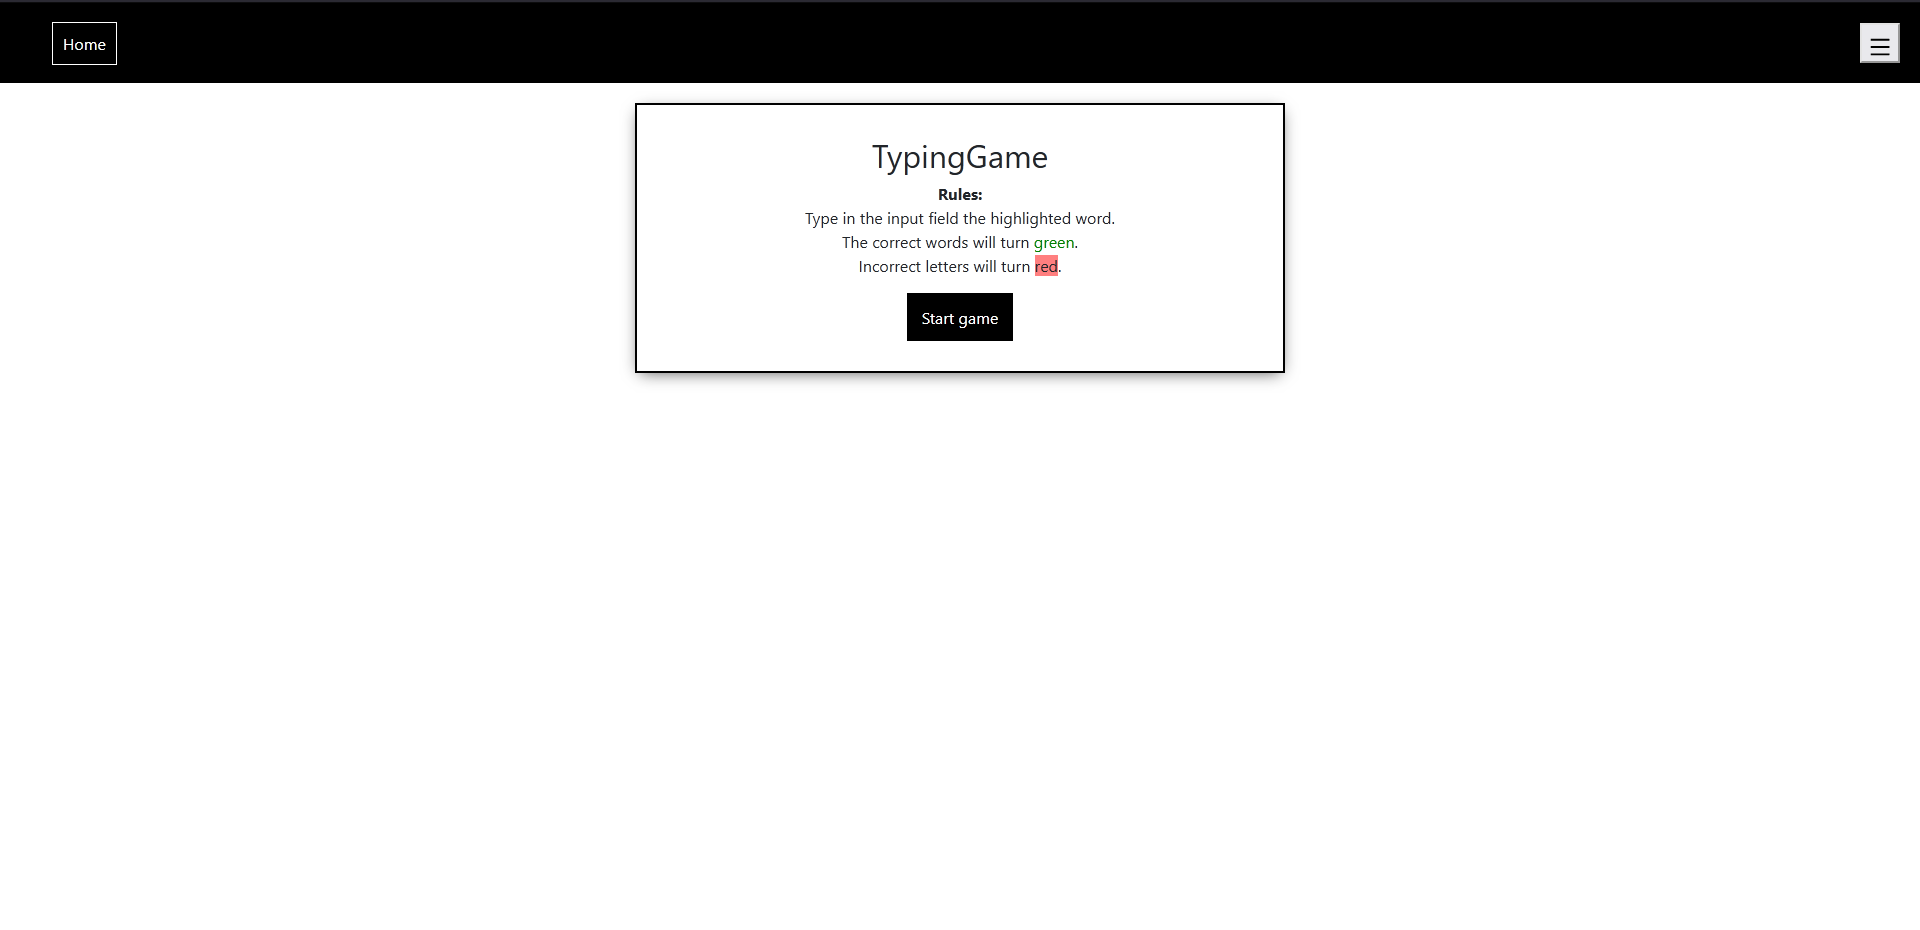 Home
TypingGame
Rules:
Type in the input field the highlighted word.
The correct words will turn green.
Incorrect letters will turn red.
Start game